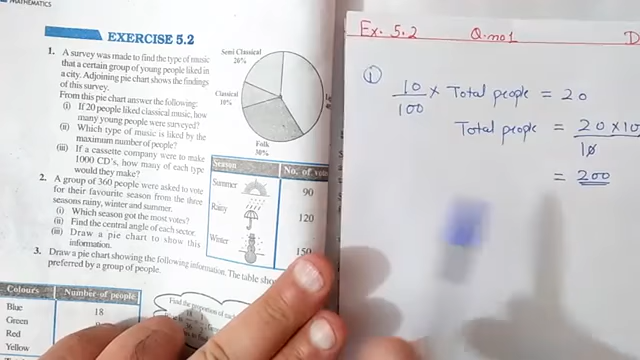 MATHEMATICS
EXERCISE 5.2
1. A survey was made to find the type of music
that a certain group of young people liked in
a city. Adjoining pie chart shows the findings
of this survey.
From this pie chart answer the following:
(i) If 20 people liked classical music, how
many young people were surveyed?
(ii) Which type of music is liked by the
maximum number of people?
(iii) If a cassette company were to make
1000 CD's, how many of each type
would they make?
2. A group of 360 people were asked to vote
for their favourite season from the three
seasons rainy, winter and summer.
(i) Which season got the most votes?
(ii) Find the central angle of each sector.
(iii) Draw a pie chart to show this
information.
3. Draw a pie chart showing the following information. The table
preferred by a group of people.
Colours Number of people
Blue 18
Green
Red
Yellow
Semi Classical
20%
Classical
10%
Folk
30%
Season No. of
Summer 90
Rainy 120
Winter 150
Find the proportion of
Ex. 5.2 Q.no 1 D
① 10/100 × Total people = 20
Total people = 20×10
10
= 200